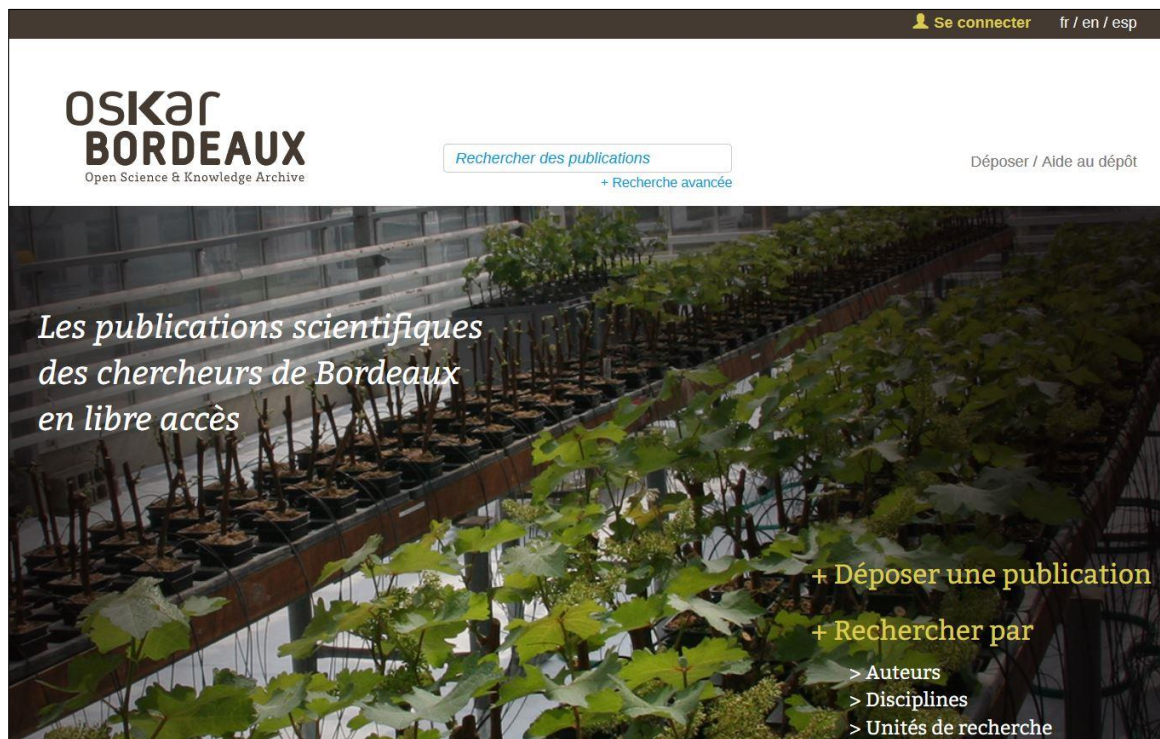 Se connecter fr / en / esp
oskar
BORDEAUX
Open Science & Knowledge Archive
Rechercher des publications
+ Recherche avancée
Déposer / Aide au dépôt
Les publications scientifiques
des chercheurs de Bordeaux
en libre accès
+ Déposer une publication
+ Rechercher par
> Auteurs
> Disciplines
> Unités de recherche